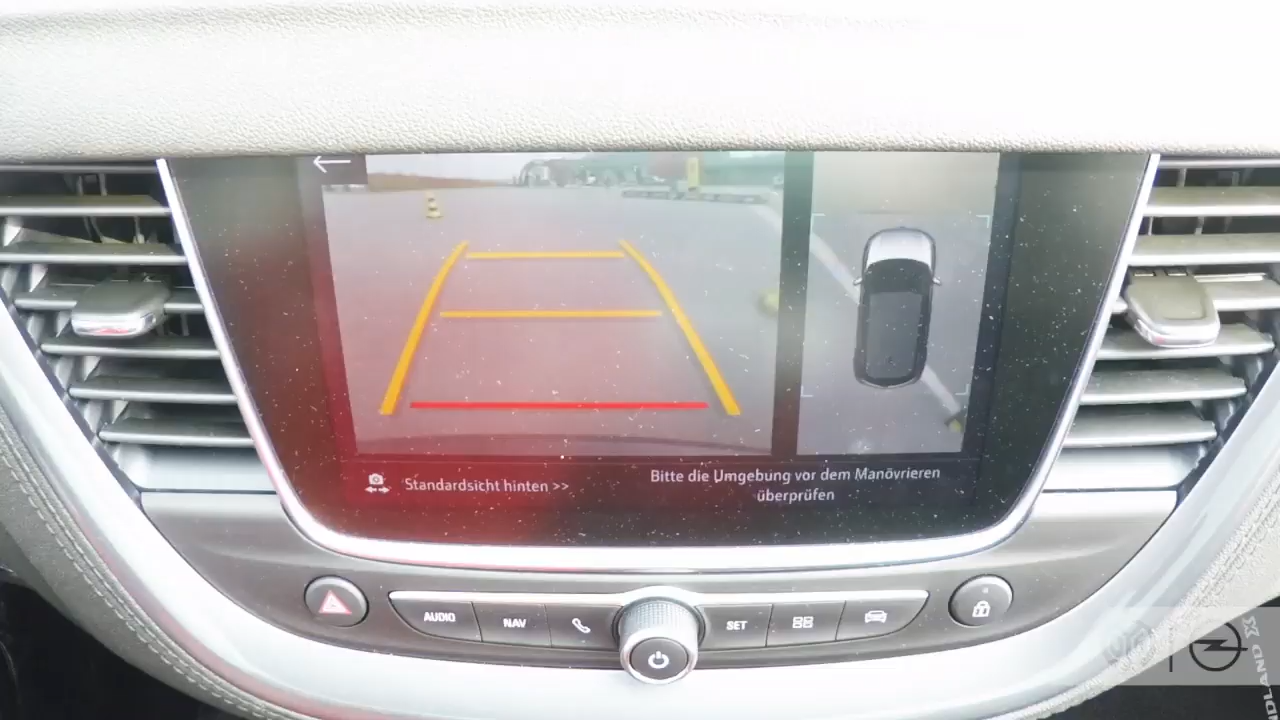 Standardsicht hinten >>
Bitte die Umgebung vor dem Manövrieren
überprüfen
AUDIO
NAV
SET